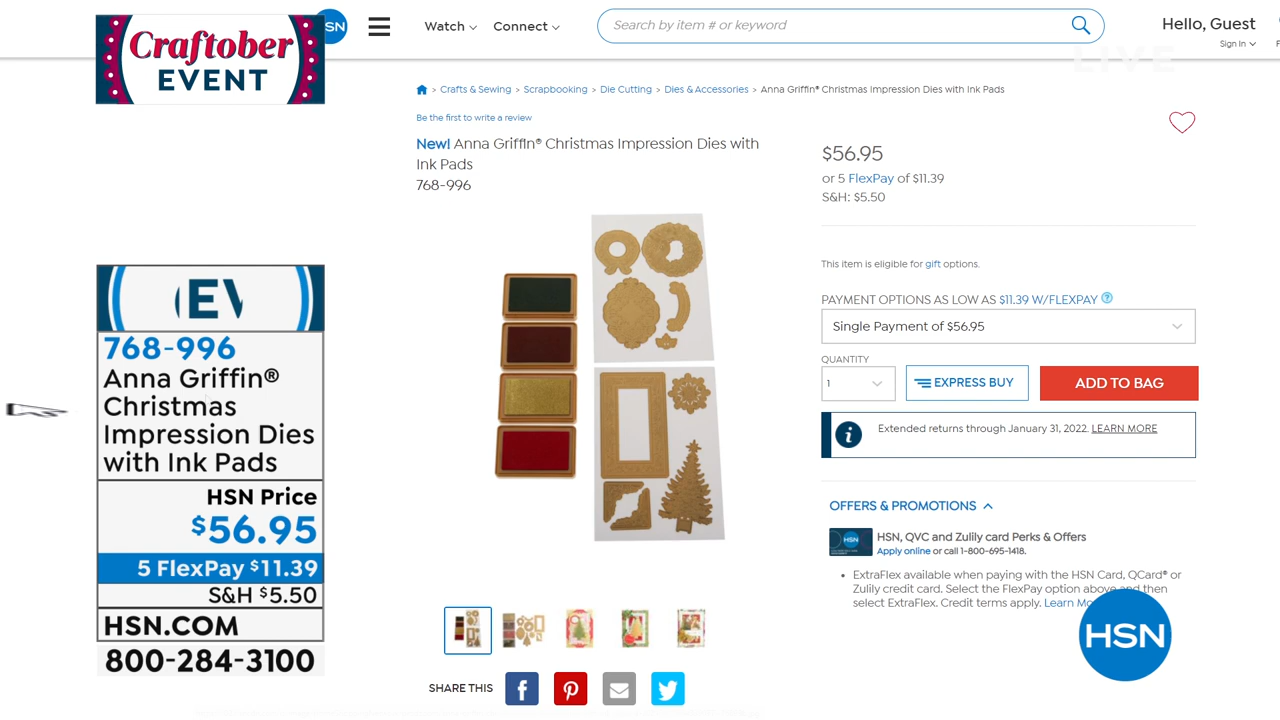 Craftober
EVENT
SN
Watch
Connect
Search by item # or keyword
Hello, Guest
Sign In
LIVE
> Crafts & Sewing > Scrapbooking > Die Cutting > Dies & Accessories > Anna Griffin® Christmas Impression Dies with Ink Pads
Be the first to write a review
New! Anna Griffin® Christmas Impression Dies with
Ink Pads
768-996
$56.95
or 5 FlexPay of $11.39
S&H: $5.50
This item is eligible for gift options.
PAYMENT OPTIONS AS LOW AS $11.39 W/FLEXPAY ?
Single Payment of $56.95
QUANTITY
1
EXPRESS BUY
ADD TO BAG
i
Extended returns through January 31, 2022. LEARN MORE
OFFERS & PROMOTIONS
HSN
HSN, QVC and Zulily card Perks & Offers
Apply online or call 1-800-695-1418.
• ExtraFlex available when paying with the HSN Card, QCard® or
Zulily credit card. Select the FlexPay option above and then
select ExtraFlex. Credit terms apply. Learn Mo
HSN
SHARE THIS
768-996
Anna Griffin®
Christmas
Impression Dies
with Ink Pads
HSN Price
$56.95
5 FlexPay $11.39
S&H $5.50
HSN.COM
800-284-3100